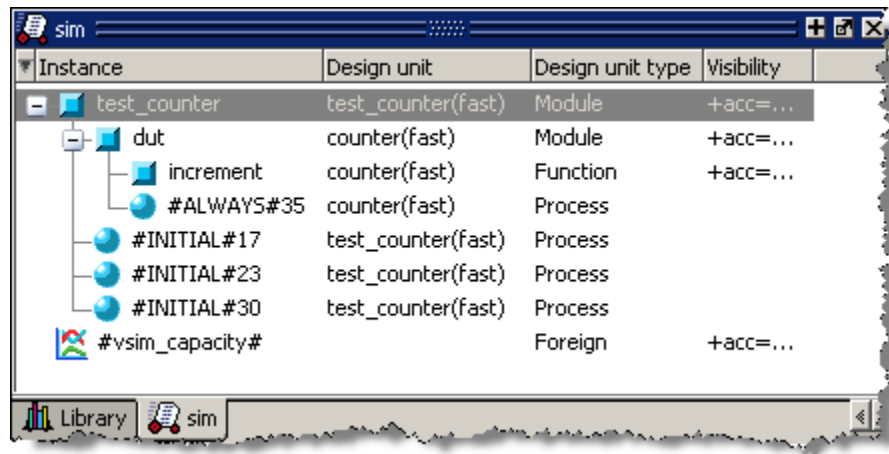 sim
Instance Design unit Design unit type Visibility
test_counter test_counter(fast) Module +acc=...
dut counter(fast) Module +acc=...
increment counter(fast) Function +acc=...
#ALWAYS#35 counter(fast) Process
#INITIAL#17 test_counter(fast) Process
#INITIAL#23 test_counter(fast) Process
#INITIAL#30 test_counter(fast) Process
#vsim_capacity# Foreign +acc=...
Library sim